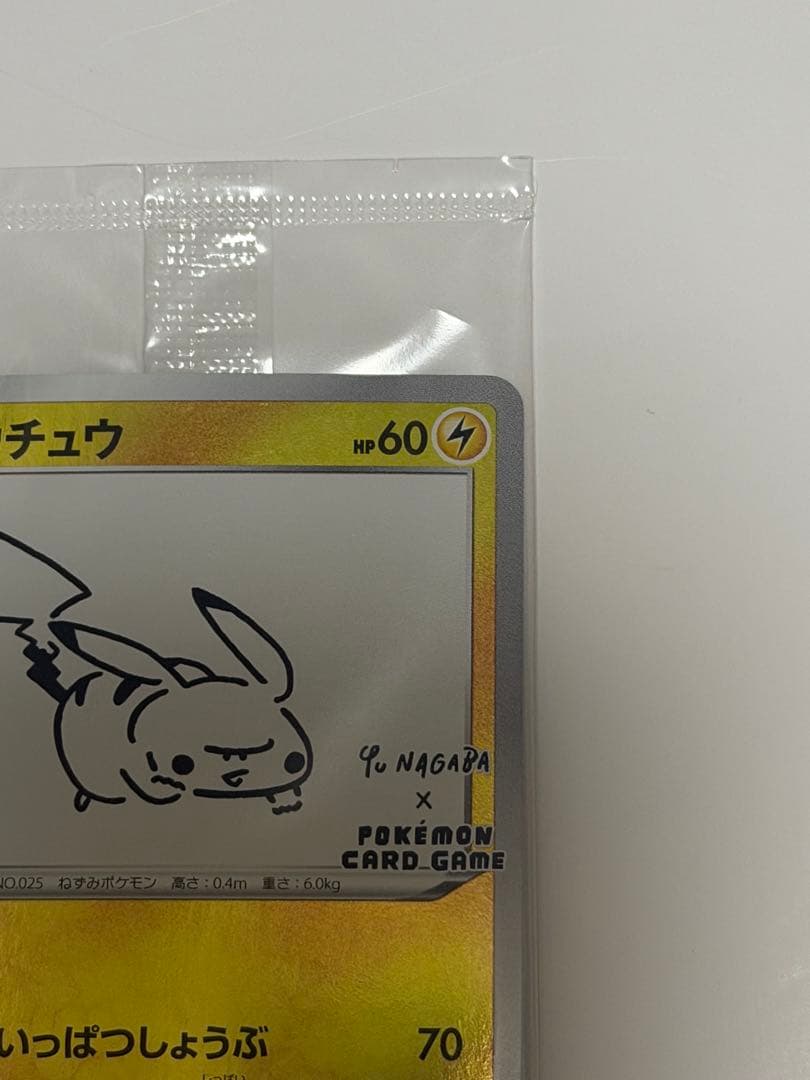 チュウ HP60
YU NAGABA
×
POKÉMON
CARD GAME
NO.025 ねずみポケモン 高さ:0.4m 重さ:6.0kg
いっぱつしょうぶ 70